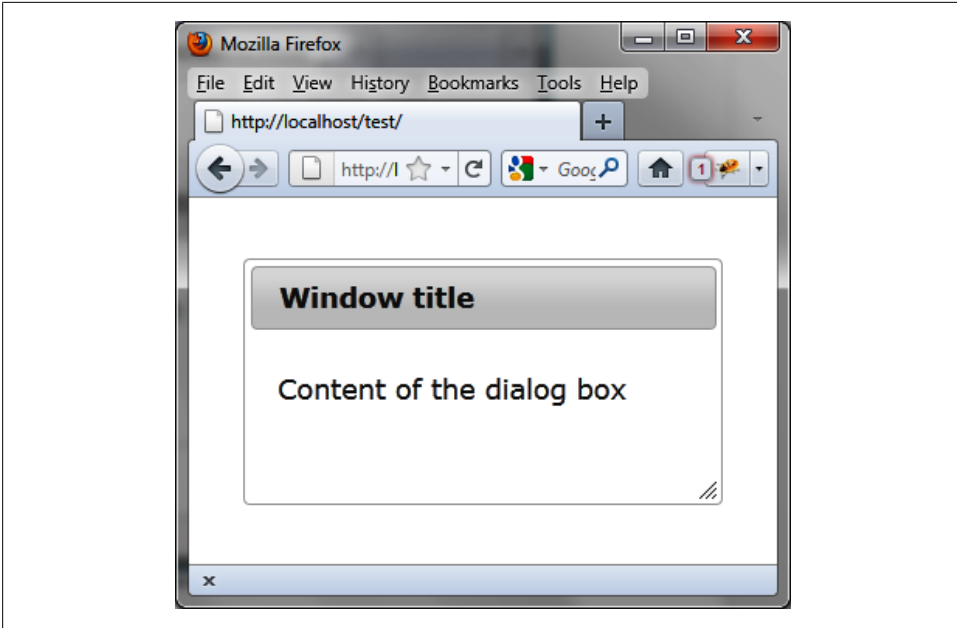 Mozilla Firefox
File Edit View History Bookmarks Tools Help
http://localhost/test/
http://l Goog 1
Window title
Content of the dialog box
x